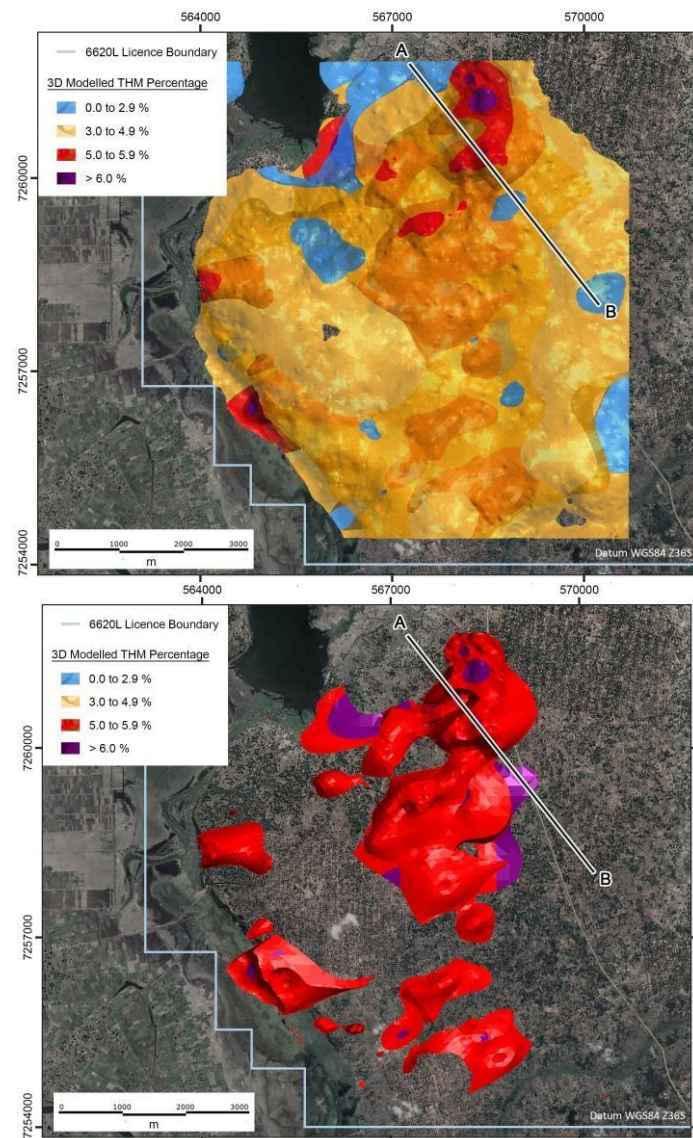 564000 567000 570000
6620L Licence Boundary
3D Modelled THM Percentage
0.0 to 2.9 %
3.0 to 4.9 %
5.0 to 5.9 %
> 6.0 %
A
7260000
B
7257000
0 1000 2000 3000
m
7254000
Datum WGS84 Z36S
564000 567000 570000
6620L Licence Boundary
3D Modelled THM Percentage
0.0 to 2.9 %
3.0 to 4.9 %
5.0 to 5.9 %
> 6.0 %
A
7260000
B
7257000
0 1000 2000 3000
m
7254000
Datum WGS84 Z36S